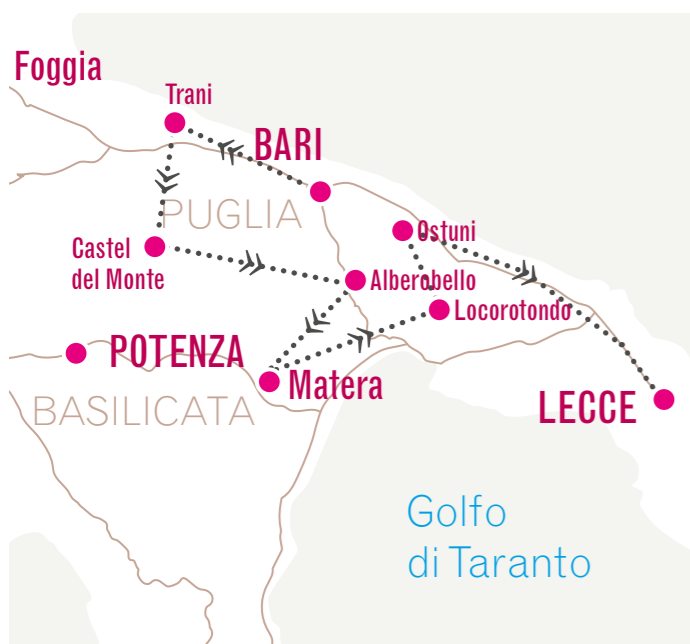 Foggia
Trani
BARI
PUGLIA
Ostuni
Castel
del Monte
Alberobello
Locorotondo
POTENZA
Matera
LECCE
BASILICATA
Golfo
di Taranto